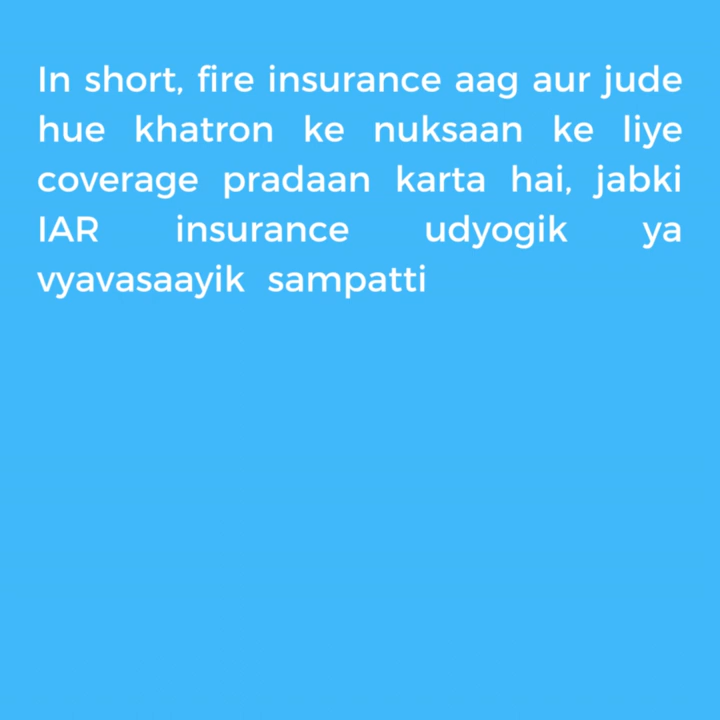 In short, fire insurance aag aur jude
hue khatron ke nuksaan ke liye
coverage pradaan karta hai, jabki
IAR insurance udyogik ya
vyavasaayik sampatti